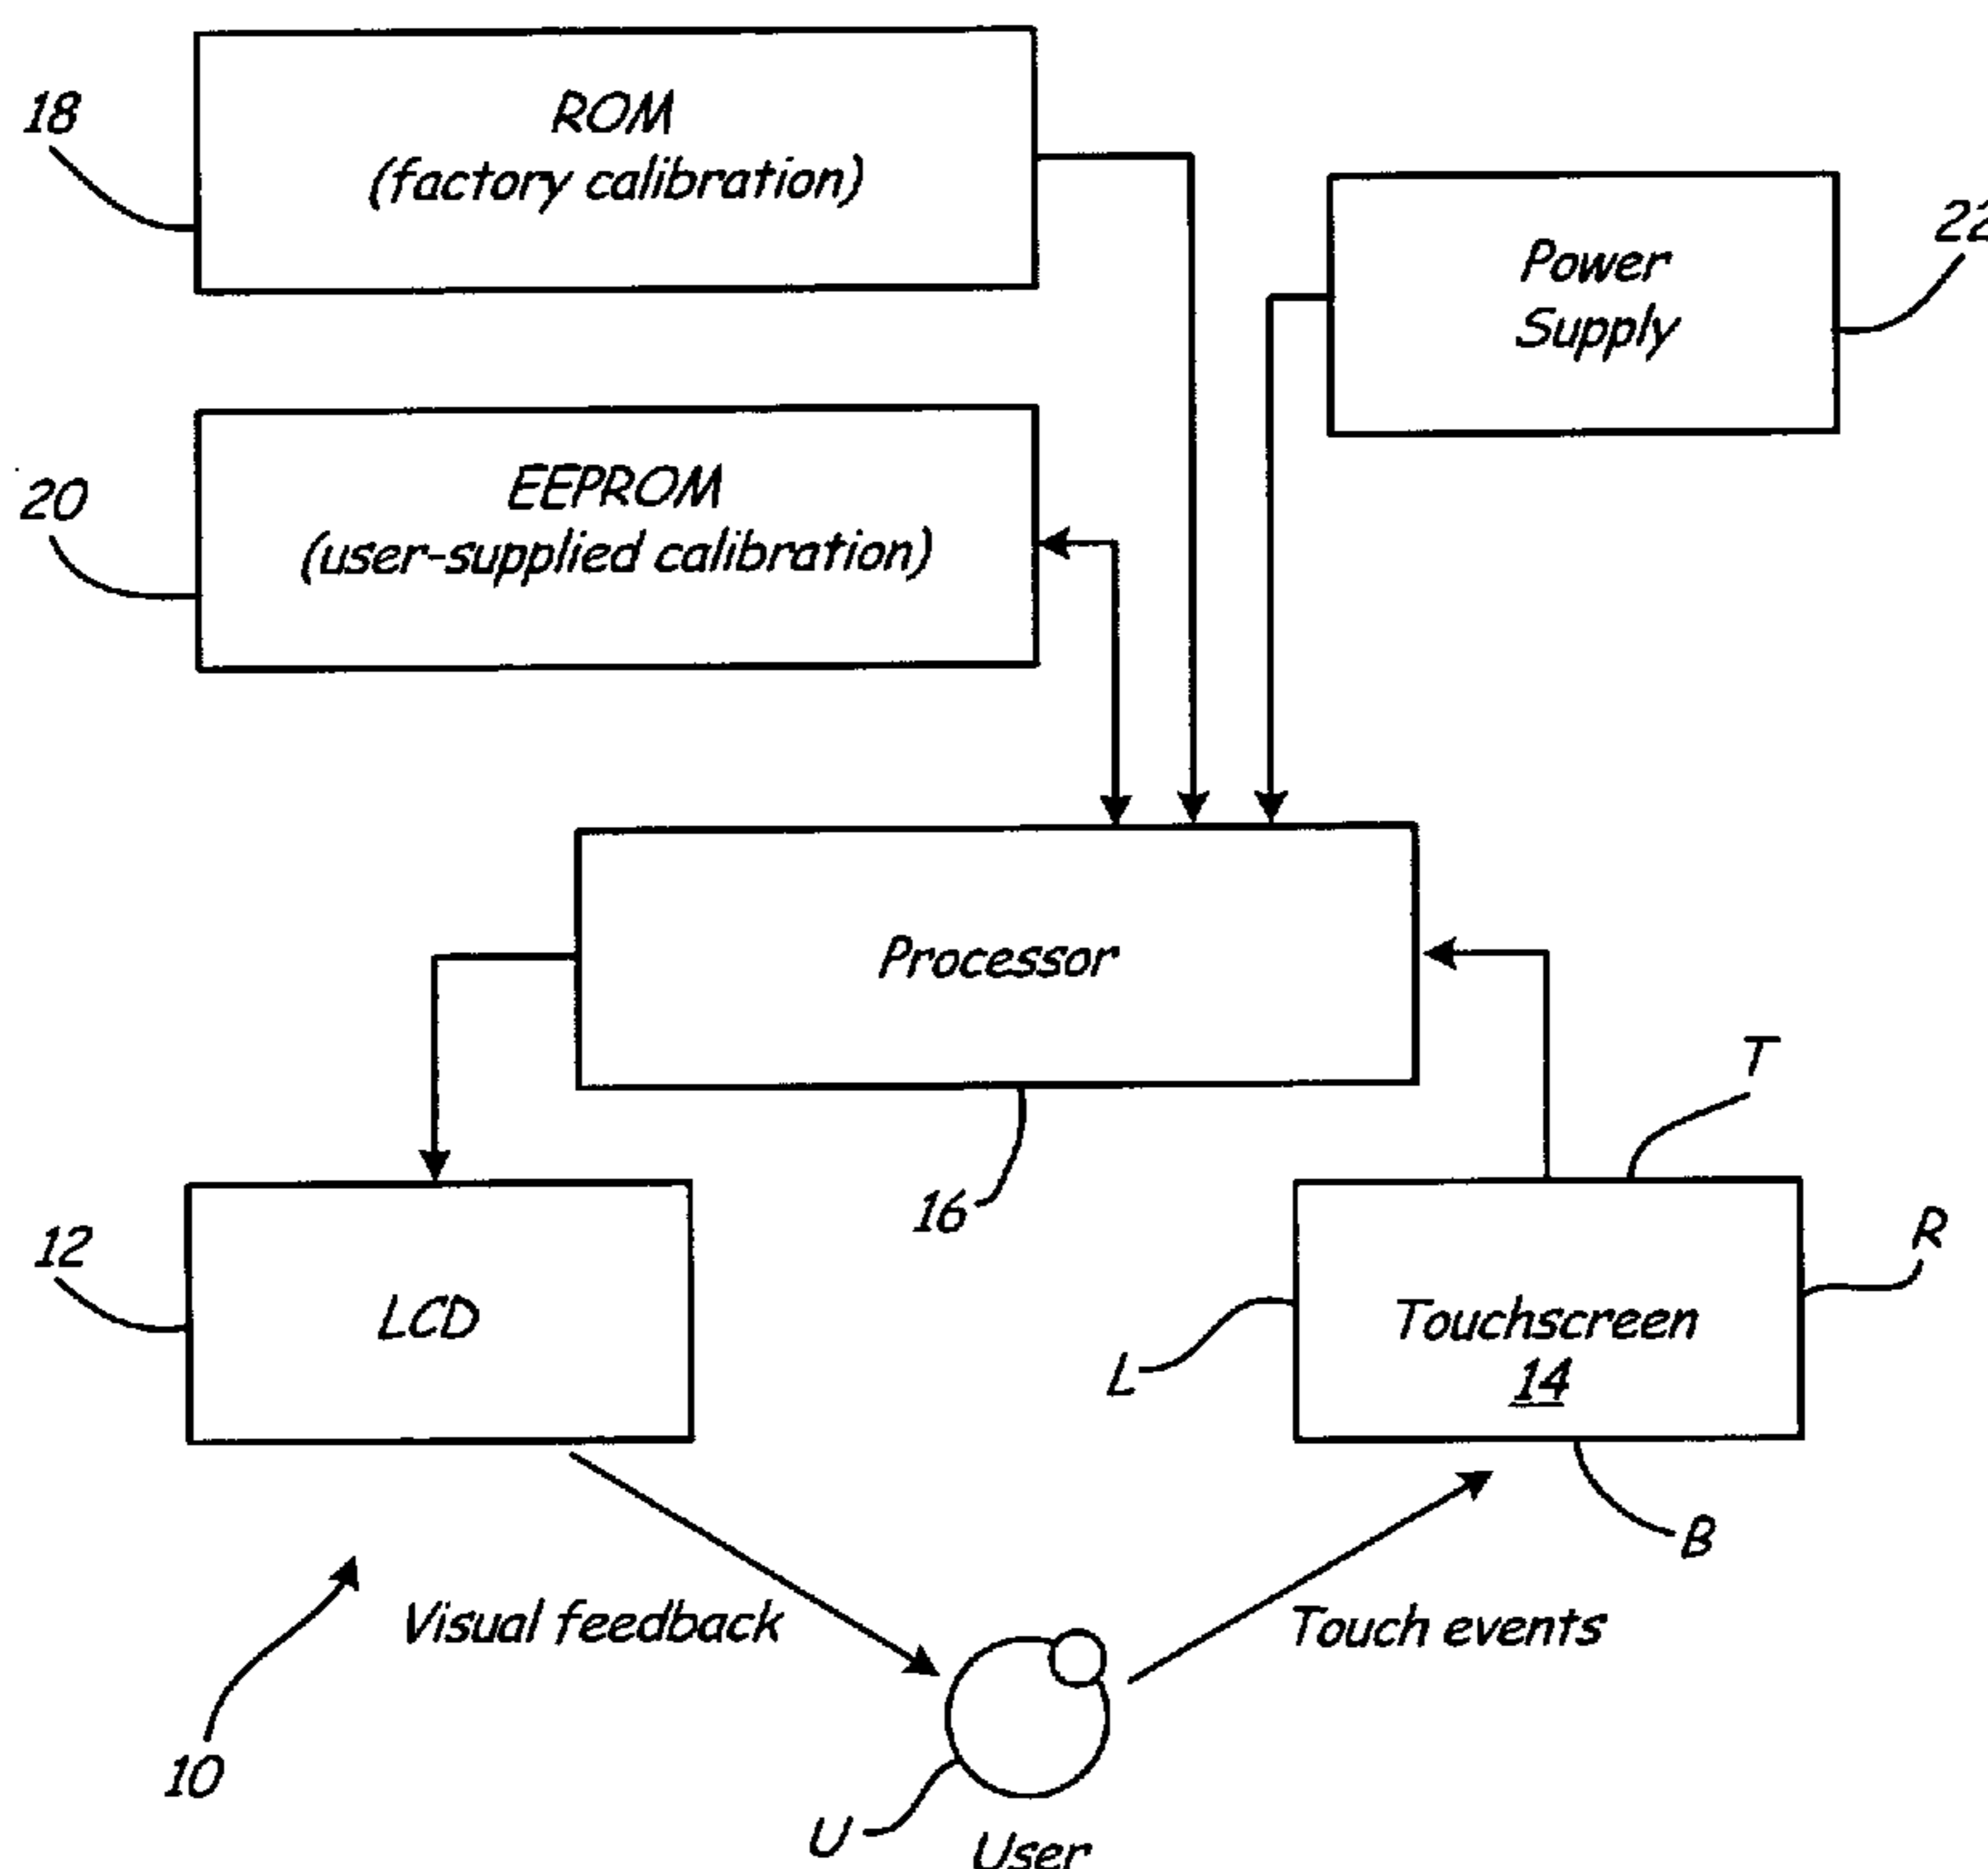 18
ROM
(factory calibration)
22
Power
Supply
20
EEPROM
(user-supplied calibration)
Processor
16
T
12
LCD
L
Touchscreen
14
R
B
Visual feedback
Touch events
10
U
User